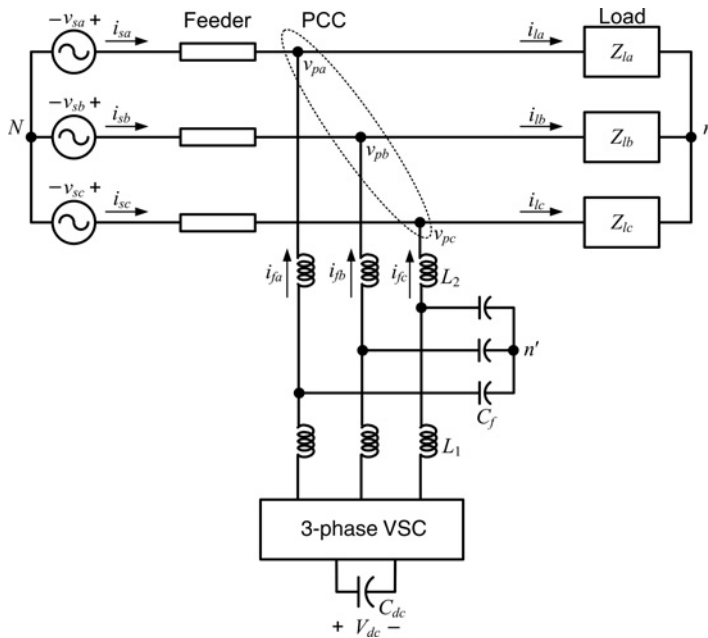 −vsa +
isa
Feeder
PCC
ila
Load
Zla
vpa
−vsb +
isb
N
ilb
Zlb
n
vpb
−vsc +
isc
ilc
Zlc
vpc
ifa
ifb
ifc
L2
n'
Cf
L1
3-phase VSC
Cdc
+ Vdc −